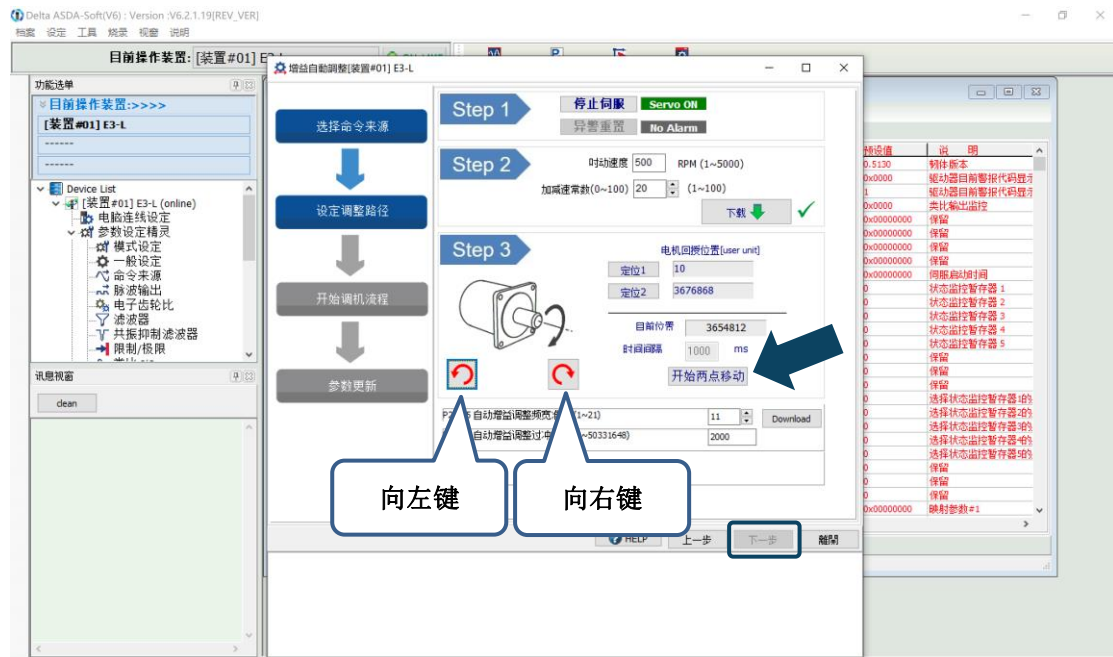 Delta ASDA-Soft(V6) : Version :V6.2.1.19[REV_VER]
档案 设定 工具 烧录 视窗 说明
目前操作装置: [装置#01]
增益自動調整[装置#01] E3-L
功能选单
目前操作装置:>>>>
[装置#01] E3-L
------
------
Device List
[装置#01] E3-L (online)
电脑连线设定
参数设定精灵
模式设定
一般设定
命令来源
脉波输出
电子齿轮比
滤波器
共振抑制滤波器
限制/极限
讯息视窗
clean
选择命令来源
设定调整路径
开始调机流程
参数更新
Step 1
停止伺服 Servo ON
异警重置 No Alarm
Step 2
吋动速度 500 RPM (1~5000)
加减速常数(0~100) 20 (1~100)
下载
Step 3
电机回授位置[user unit]
定位1 10
定位2 3676868
目前位置 3654812
时间间隔 1000 ms
开始两点移动
自动增益调整频宽 (1~21) 11 Download
自动增益调整过冲 ~50331648) 2000
向左键
向右键
HELP 上一步 下一步 離開
预设值 说 明
0.5130 韧体版本
0x0000 驱动器目前警报代码显示
1 驱动器目前警报代码显示
0x0000 类比输出监控
0x00000000 保留
0x00000000 保留
0x00000000 保留
0x00000000 保留
0x00000000 伺服启动时间
0 状态监控暂存器 1
0 状态监控暂存器 2
0 状态监控暂存器 3
0 状态监控暂存器 4
0 状态监控暂存器 5
0 保留
0 保留
0 保留
0 选择状态监控暂存器1的
0 选择状态监控暂存器2的
0 选择状态监控暂存器3的
0 选择状态监控暂存器4的
0 选择状态监控暂存器5的
0 保留
0 保留
0x00000000 映射参数#1